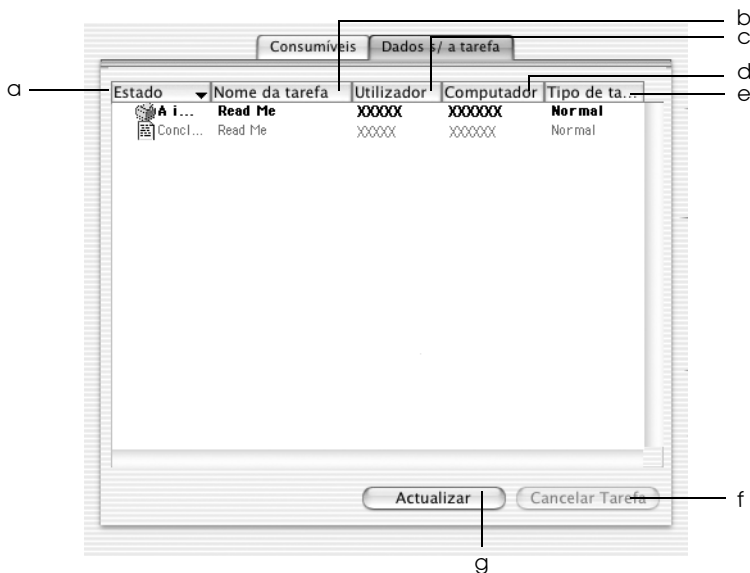 b
Consumíveis Dados s/ a tarefa
c
d
a Estado Nome da tarefa Utilizador Computador Tipo de ta...
e
A i... Read Me XXXXX XXXXXX Normal
Concl... Read Me XXXXX XXXXXX Normal
Actualizar Cancelar Tarefa f
g